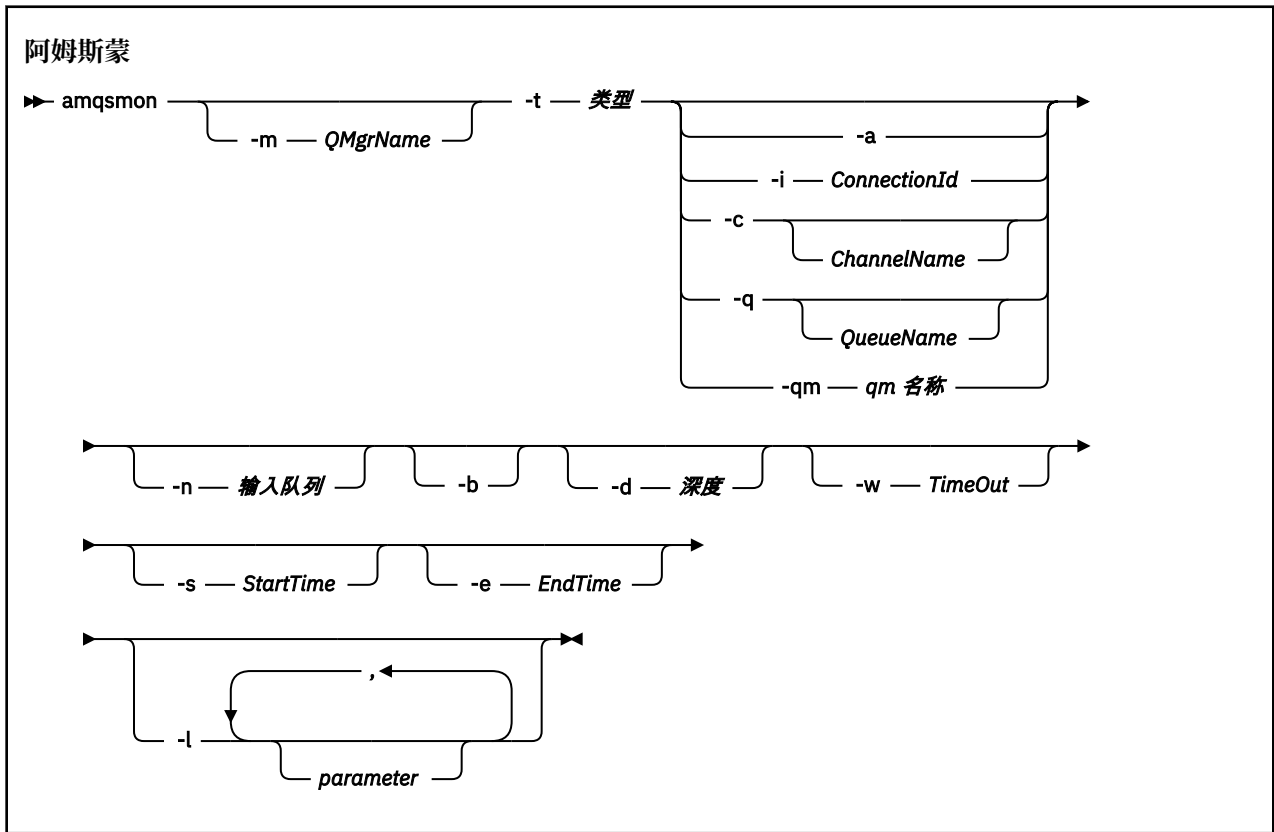 阿姆斯蒙
amqsmon -m QMgrName -t 类型
-a
-i ConnectionId
-c ChannelName
-q QueueName
-qm qm 名称
-n 输入队列 -b -d 深度 -w TimeOut
-s StartTime -e EndTime
,
-l parameter